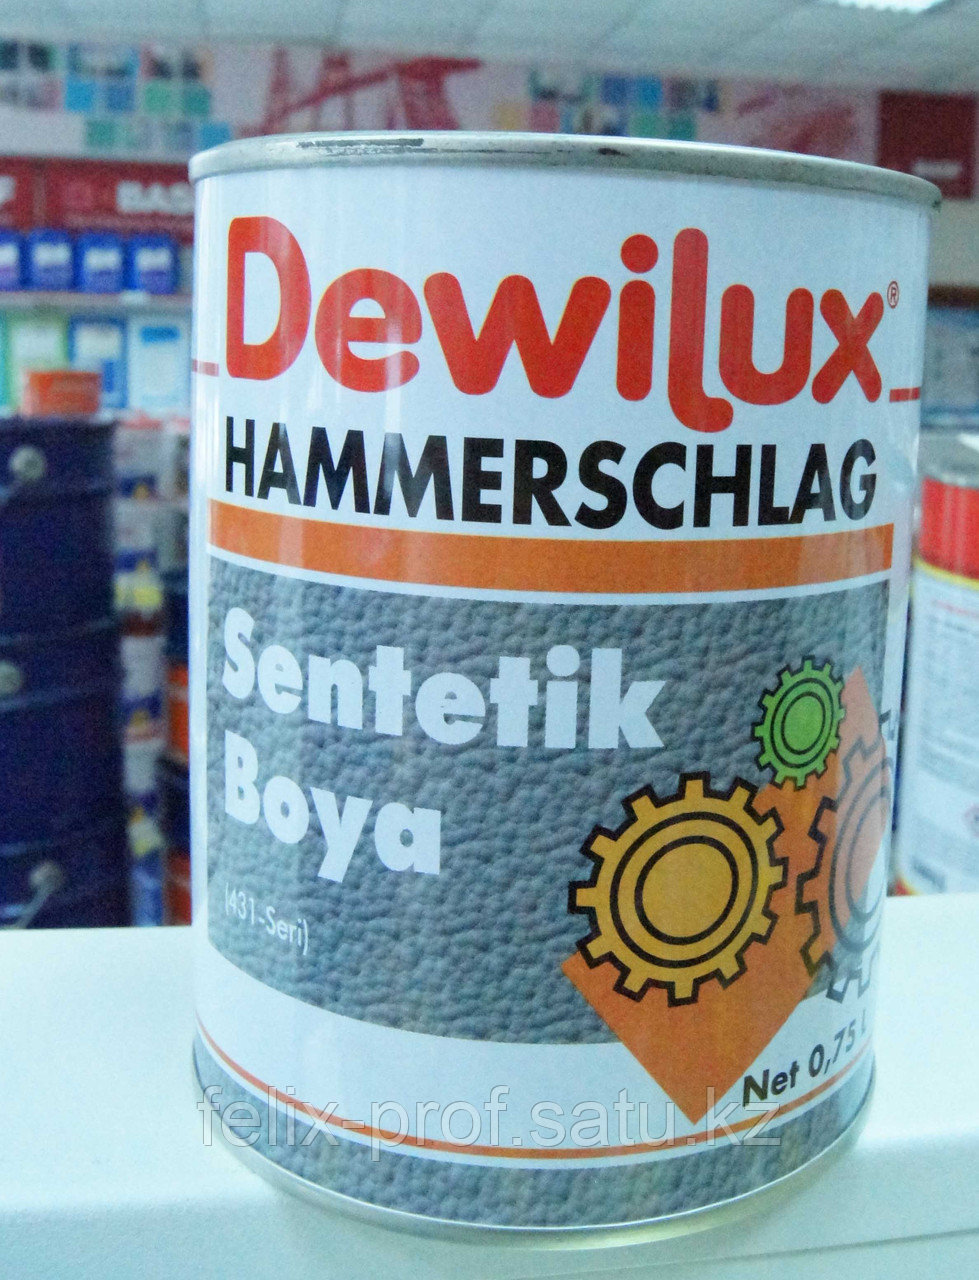 Dewilux®
HAMMERSCHLAG
Sentetik
Boya
(431-Seri)
Net 0,75 L
felix-prof.satu.kz